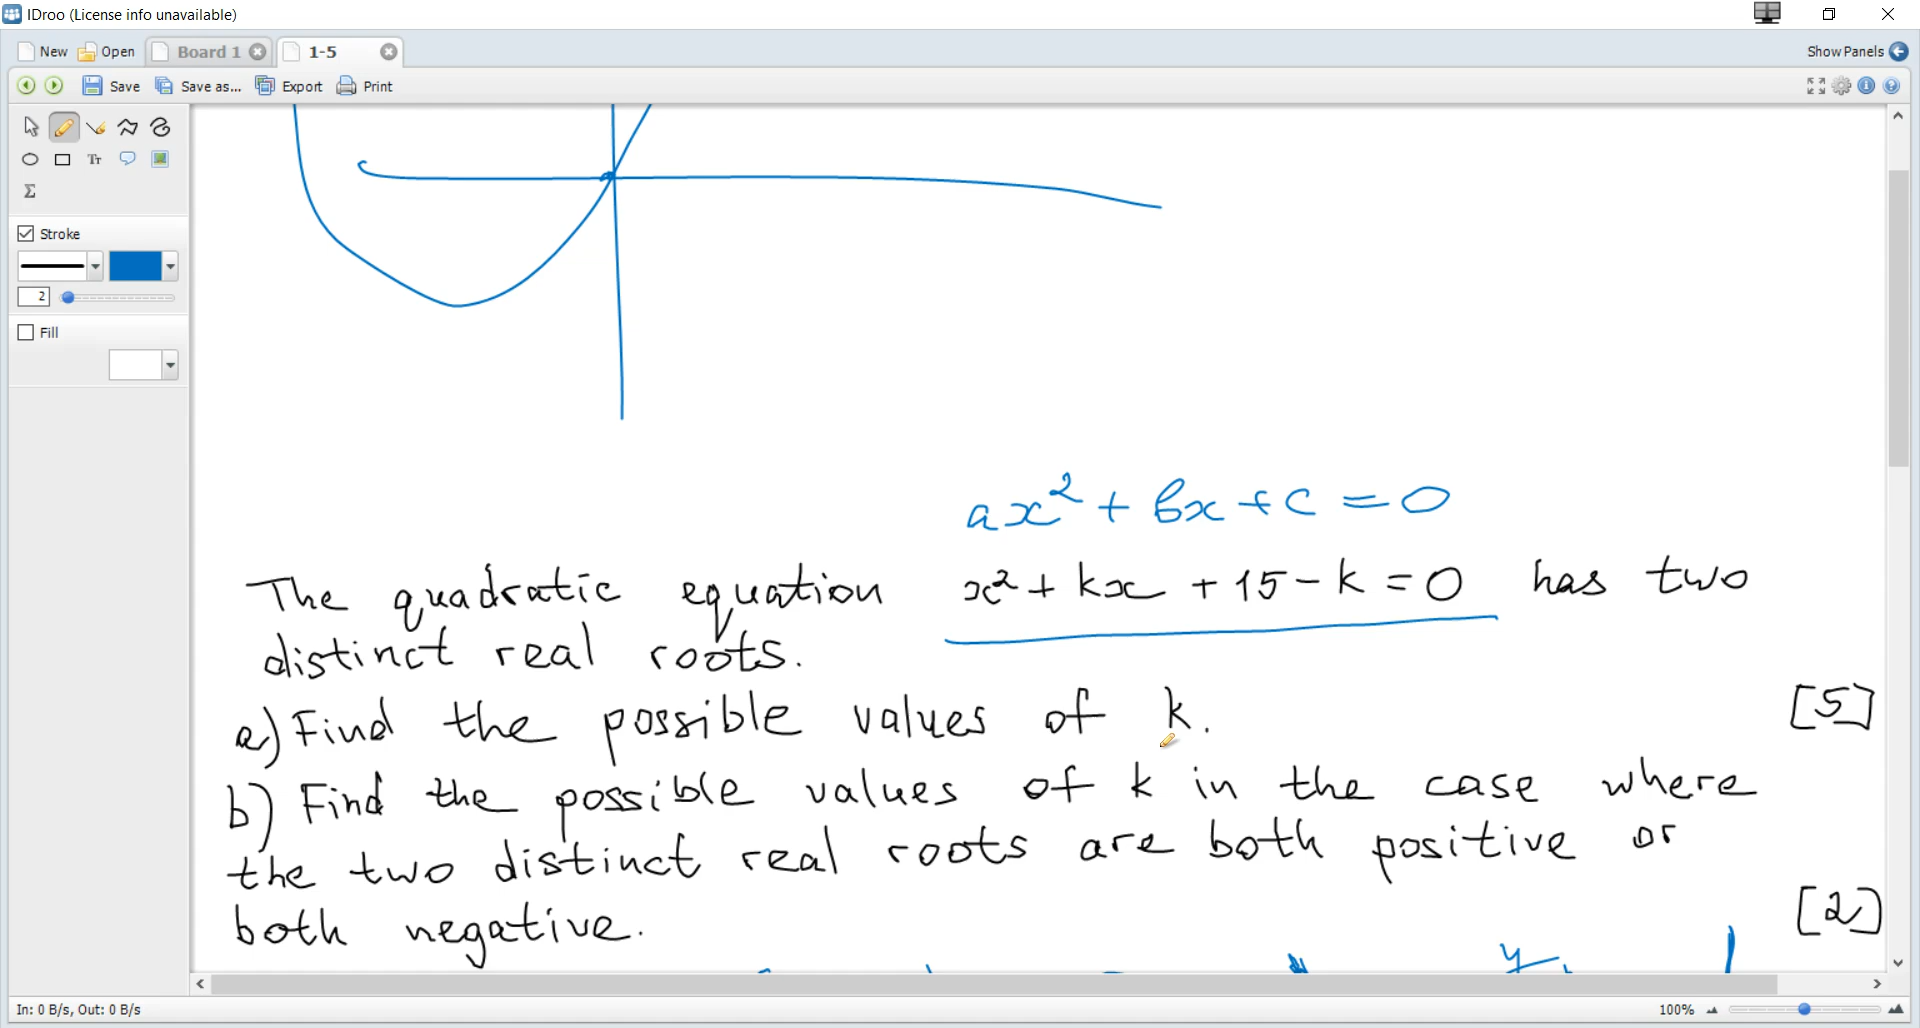 IDroo (License info unavailable)
New Open Board 1 1-5 Show Panels
Save Save as... Export Print
Tт
Σ
Stroke
2
Fill
ax² + bx + c = 0
The quadratic equation x² + kx + 15 - k = 0 has two
distinct real roots.
a) Find the possible values of k. [5]
b) Find the possible values of k in the case where
the two distinct real roots are both positive or
both negative. [2]
y
In: 0 B/s, Out: 0 B/s 100%